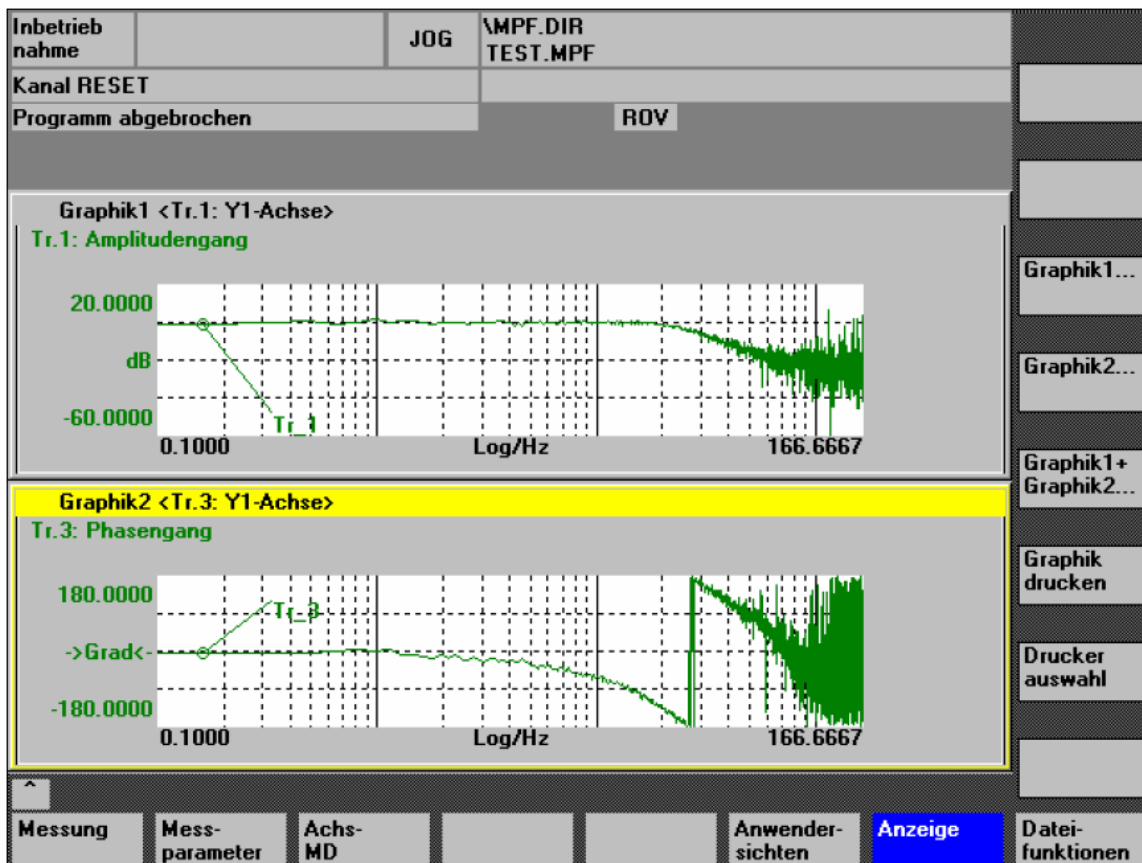 Inbetrieb
nahme
JOG
\MPF.DIR
TEST.MPF
Kanal RESET
Programm abgebrochen
ROV
Graphik1 <Tr.1: Y1-Achse>
Tr.1: Amplitudengang
20.0000
dB
-60.0000
Tr_1
0.1000
Log/Hz
166.6667
Graphik2 <Tr.3: Y1-Achse>
Tr.3: Phasengang
180.0000
->Grad<-
-180.0000
Tr_3
0.1000
Log/Hz
166.6667
Graphik1...
Graphik2...
Graphik1+
Graphik2...
Graphik
drucken
Drucker
auswahl
^
Messung
Mess-
parameter
Achs-
MD
Anwender-
sichten
Anzeige
Datei-
funktionen